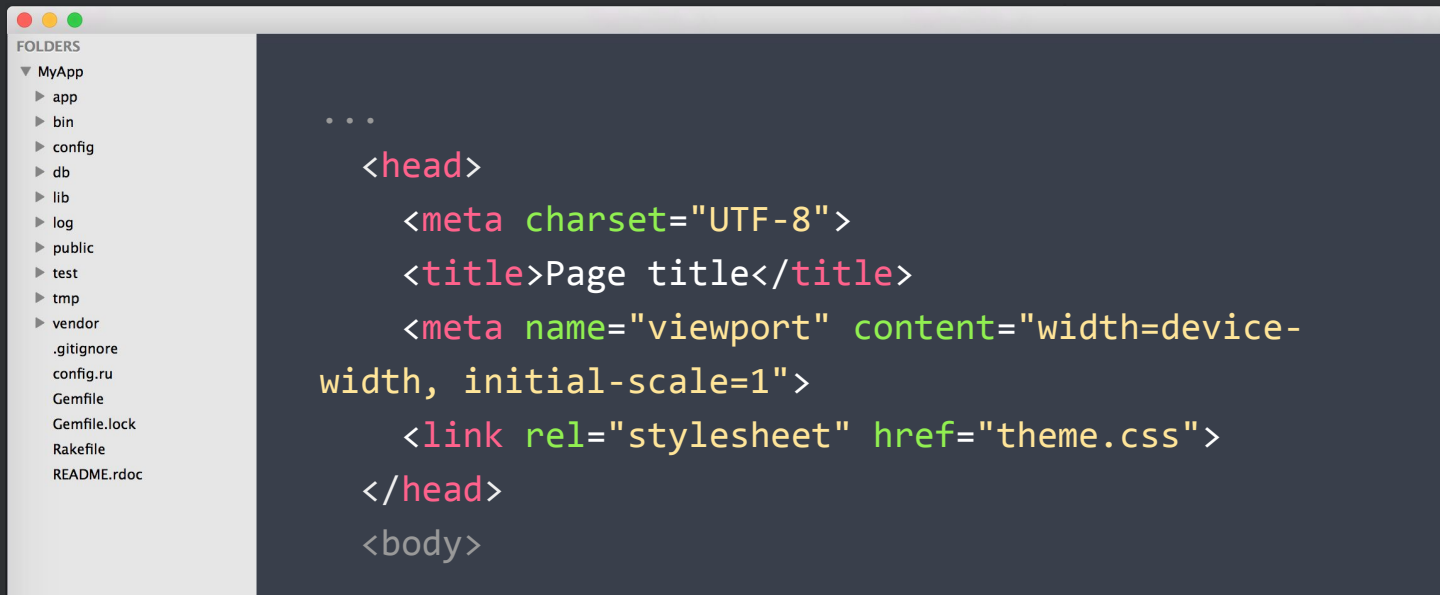 FOLDERS
MyApp
app
bin
config
db
lib
log
public
test
tmp
vendor
.gitignore
config.ru
Gemfile
Gemfile.lock
Rakefile
README.rdoc
...
<head>
<meta charset="UTF-8">
<title>Page title</title>
<meta name="viewport" content="width=device-
width, initial-scale=1">
<link rel="stylesheet" href="theme.css">
</head>
<body>